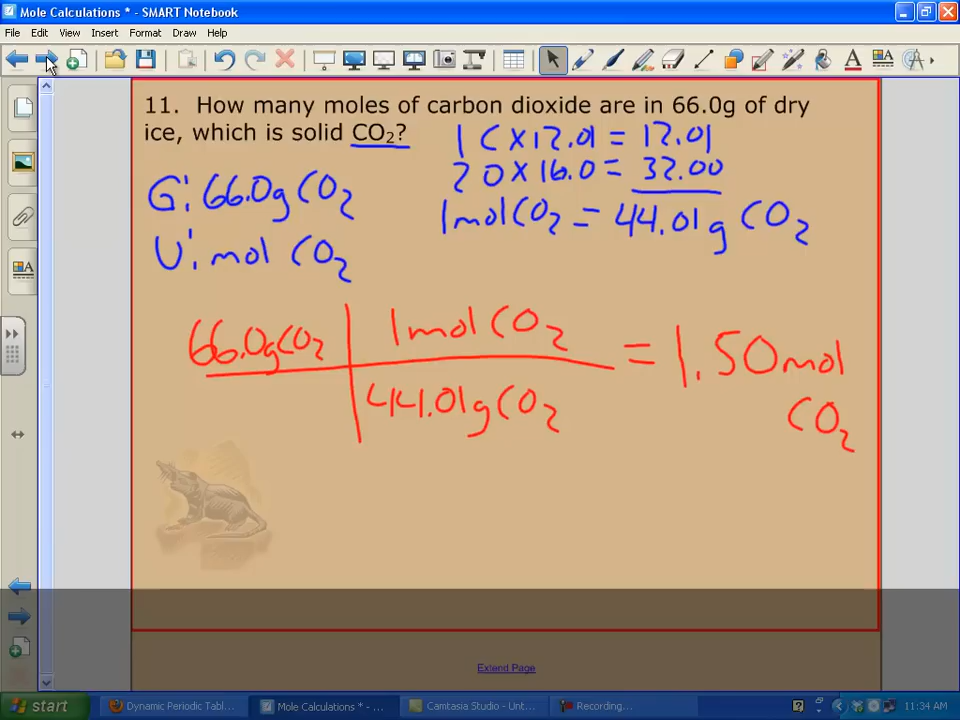 Mole Calculations * - SMART Notebook
File Edit View Insert Format Draw Help
11. How many moles of carbon dioxide are in 66.0g of dry
ice, which is solid CO₂?
1 C X 12.01 = 12.01
2 O X 16.0 = 32.00
1 mol CO₂ = 44.01 g CO₂
G: 66.0g CO₂
U: mol CO₂
66.0g CO₂ 1 mol CO₂ = 1.50 mol
44.01 g CO₂ CO₂
Extend Page
start Dynamic Periodic Tabl... Mole Calculations * - ... Camtasia Studio - Unt... Recording... 11:34 AM